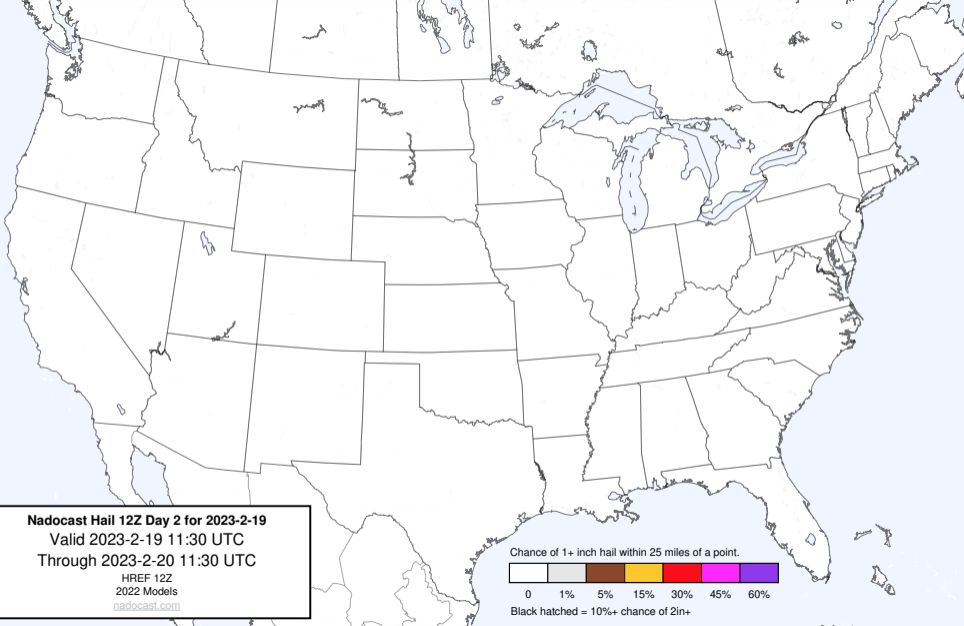 Nadocast Hail 12Z Day 2 for 2023-2-19
Valid 2023-2-19 11:30 UTC
Through 2023-2-20 11:30 UTC
HREF 12Z
2022 Models
nadocast.com
Chance of 1+ inch hail within 25 miles of a point.
0 1% 5% 15% 30% 45% 60%
Black hatched = 10%+ chance of 2in+